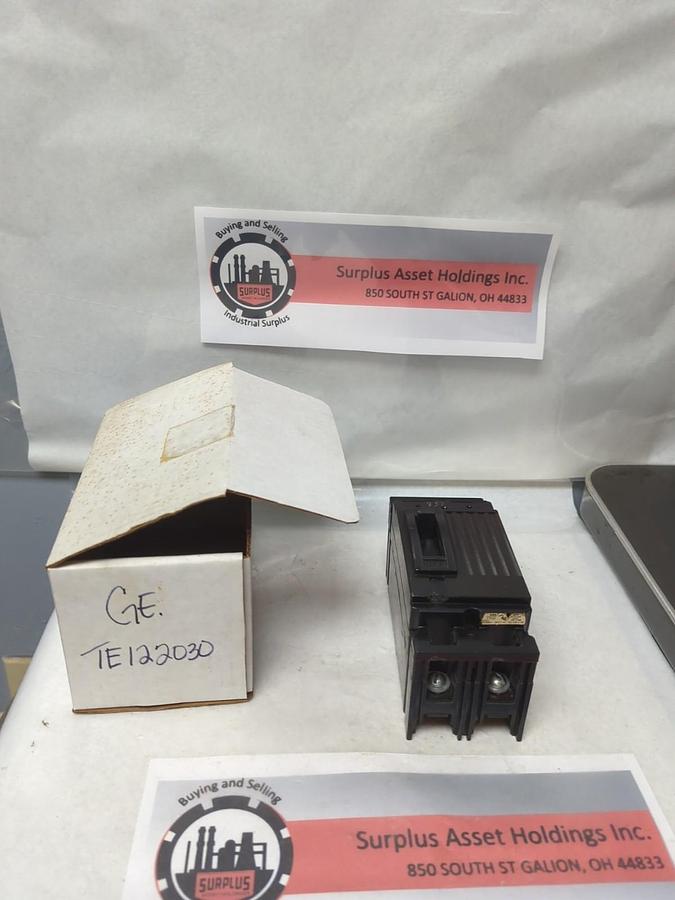 Buying and Selling
SURPLUS
Industrial Surplus
Surplus Asset Holdings Inc.
850 SOUTH ST GALION, OH 44833
GE.
TE122030
Buying and Selling
SURPLUS
Surplus Asset Holdings Inc.
850 SOUTH ST GALION, OH 44833